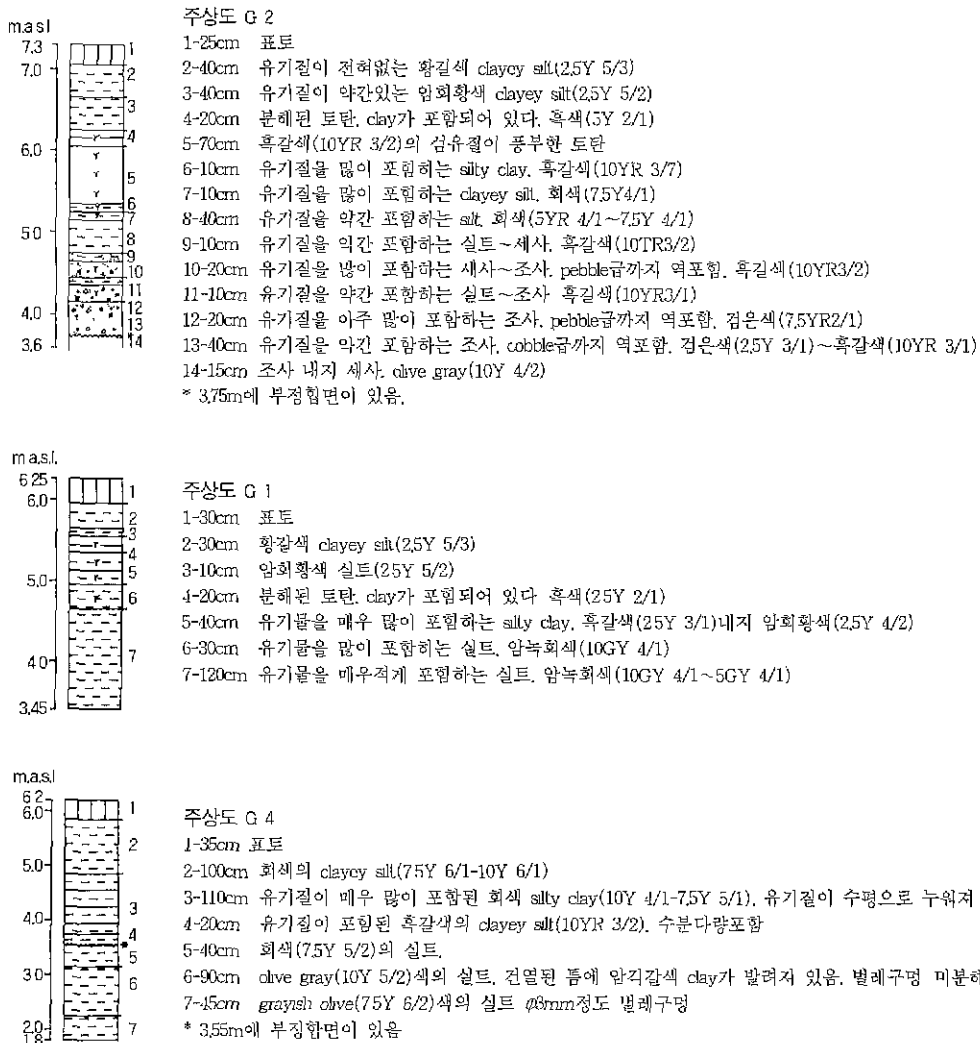 주상도 G 2
m.a.s.l
7.3
7.0
6.0
5.0
4.0
3.6
1
2
3
4
5
6
7
8
9
10
11
12
13
14
1-25cm 표토
2-40cm 유기질이 전혀없는 황갈색 clayey silt(2.5Y 5/3)
3-40cm 유기질이 약간있는 암회황색 clayey silt(2.5Y 5/2)
4-20cm 분해된 토탄. clay가 포함되어 있다. 흑색(5Y 2/1)
5-70cm 흑갈색(10YR 3/2)의 섬유질이 풍부한 토탄
6-10cm 유기질을 많이 포함하는 silty clay. 흑갈색(10YR 3/7)
7-10cm 유기질을 많이 포함하는 clayey silt. 회색(7.5Y4/1)
8-40cm 유기질을 약간 포함하는 silt. 회색(5YR 4/1~7.5Y 4/1)
9-10cm 유기질을 약간 포함하는 실트~세사. 흑갈색(10TR3/2)
10-20cm 유기질을 많이 포함하는 세사~조사. pebble급까지 역포함. 흑갈색(10YR3/2)
11-10cm 유기질을 약간 포함하는 실트~조사 흑갈색(10YR3/1)
12-20cm 유기질을 아주 많이 포함하는 조사. pebble급까지 역포함. 검은색(7.5YR2/1)
13-40cm 유기질을 약간 포함하는 조사. cobble급까지 역포함. 검은색(2.5Y 3/1)~흑갈색(10YR 3/1)
14-15cm 조사 내지 세사. olive gray(10Y 4/2)
* 3.75m에 부정합면이 있음.
m a.s.l.
6 25
6.0
5.0
4.0
3.45
1
2
3
4
5
6
7
주상도 G 1
1-30cm 표토
2-30cm 황갈색 clayey silt(2.5Y 5/3)
3-10cm 암회황색 실트(25Y 5/2)
4-20cm 분해된 토탄. clay가 포함되어 있다 흑색(25Y 2/1)
5-40cm 유기물을 매우 많이 포함하는 silty clay. 흑갈색(25Y 3/1)내지 암회황색(2.5Y 4/2)
6-30cm 유기물을 많이 포함하는 실트. 암녹회색(10GY 4/1)
7-120cm 유기물을 매우적게 포함하는 실트. 암녹회색(10GY 4/1~5GY 4/1)
m.a.s.l
6.2
6.0
5.0
4.0
3.0
2.0
1.8
1
2
3
4
*
5
6
7
주상도 G 4
1-35cm 표토
2-100cm 회색의 clayey silt(75Y 6/1-10Y 6/1)
3-110cm 유기질이 매우 많이 포함된 회색 silty clay(10Y 4/1-7.5Y 5/1). 유기질이 수평으로 누워져
4-20cm 유기질이 포함된 흑갈색의 clayey silt(10YR 3/2). 수분다량포함
5-40cm 회색(7.5Y 5/2)의 실트.
6-90cm olive gray(10Y 5/2)색의 실트. 건열된 틈에 암적갈색 clay가 발려져 있음. 벌레구멍 미분해
7-45cm grayish olive(75Y 6/2)색의 실트 φ3mm정도 벌레구멍
* 3.55m에 부정합면이 있음